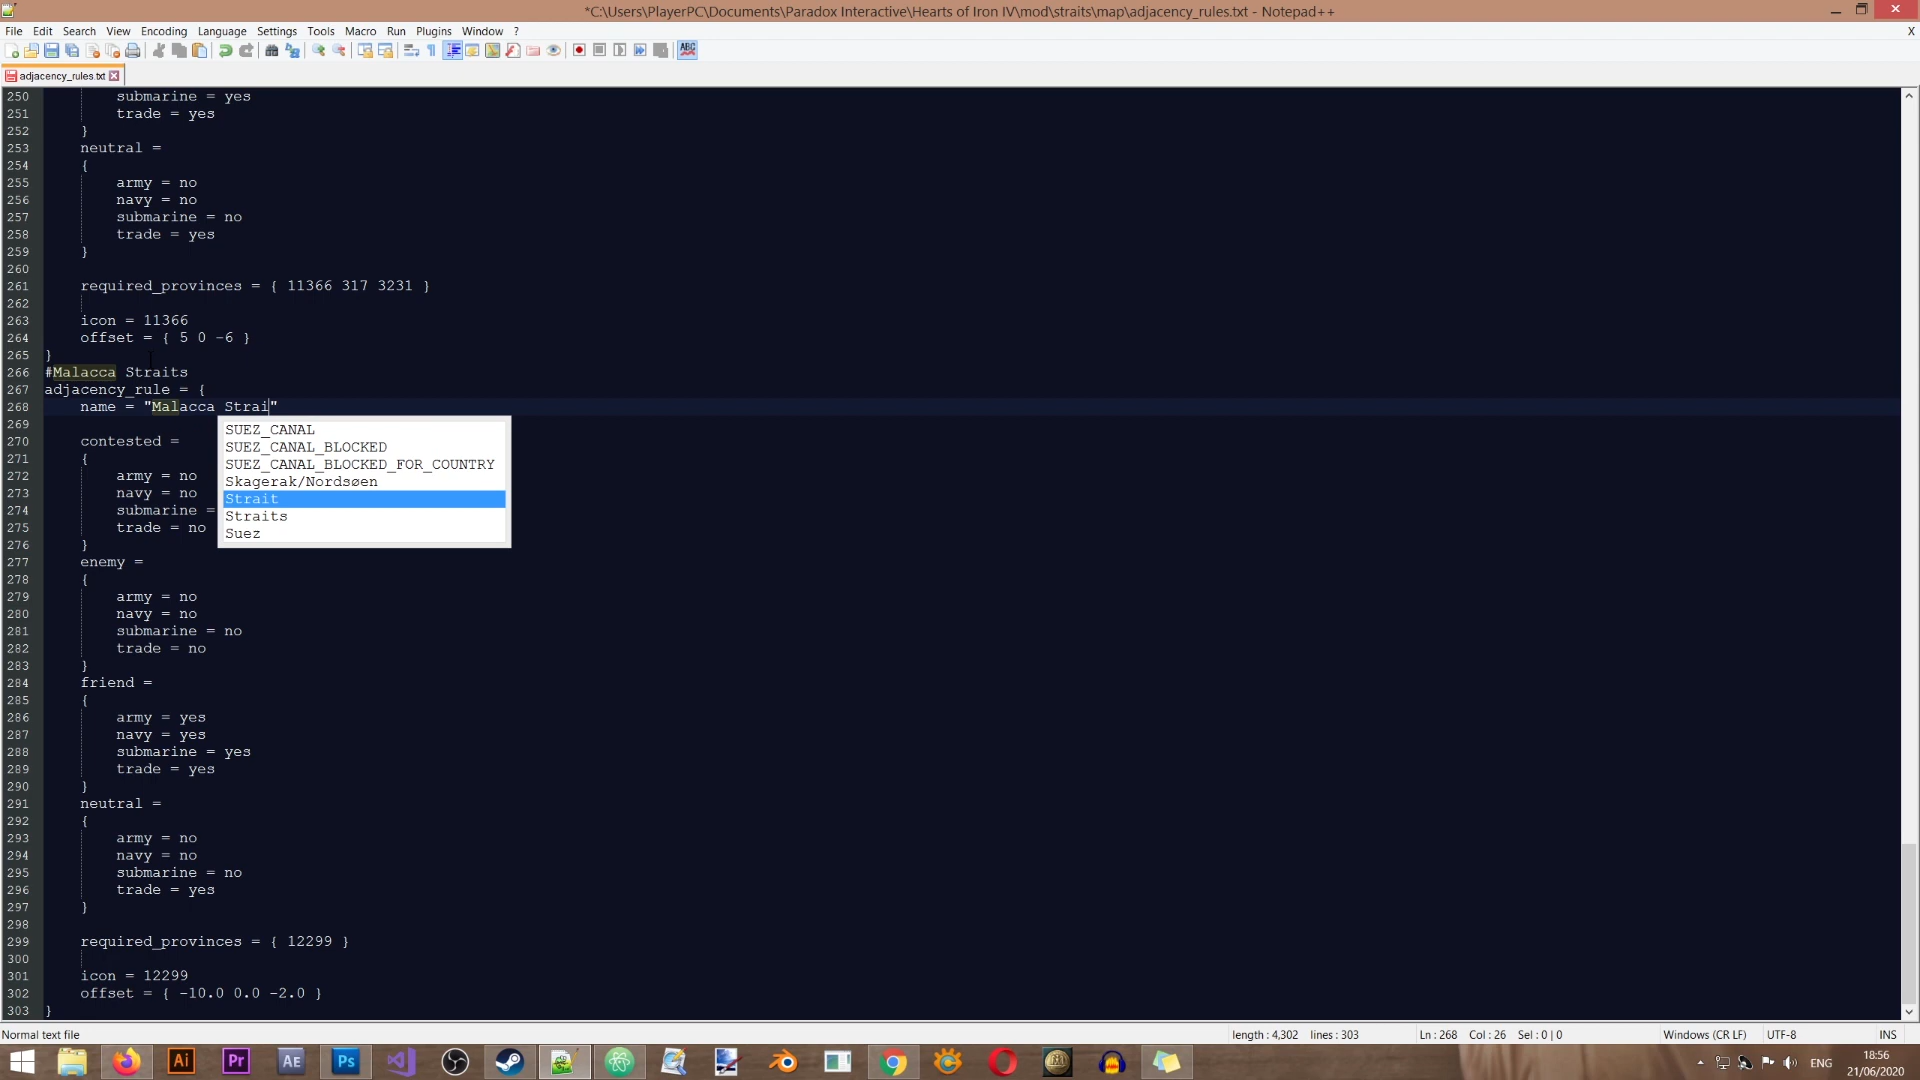 *C:\Users\PlayerPC\Documents\Paradox Interactive\Hearts of Iron IV\mod\straits\map\adjacency_rules.txt - Notepad++
File Edit Search View Encoding Language Settings Tools Macro Run Plugins Window ? X
ABC
adjacency_rules.txt
250 submarine = yes
251 trade = yes
252 }
253 neutral =
254 {
255 army = no
256 navy = no
257 submarine = no
258 trade = yes
259 }
260
261 required_provinces = { 11366 317 3231 }
262
263 icon = 11366
264 offset = { 5 0 -6 }
265 }
266 #Malacca Straits
267 adjacency_rule = {
268 name = "Malacca Strai"
269
270 contested =
271 {
272 army = no
273 navy = no
274 submarine =
275 trade = no
276 }
277 enemy =
278 {
279 army = no
280 navy = no
281 submarine = no
282 trade = no
283 }
284 friend =
285 {
286 army = yes
287 navy = yes
288 submarine = yes
289 trade = yes
290 }
291 neutral =
292 {
293 army = no
294 navy = no
295 submarine = no
296 trade = yes
297 }
298
299 required_provinces = { 12299 }
300
301 icon = 12299
302 offset = { -10.0 0.0 -2.0 }
303 }
SUEZ_CANAL
SUEZ_CANAL_BLOCKED
SUEZ_CANAL_BLOCKED_FOR_COUNTRY
Skagerak/Nordsøen
Strait
Straits
Suez
Normal text file length : 4,302 lines : 303 Ln : 268 Col : 26 Sel : 0 | 0 Windows (CR LF) UTF-8 INS
Ai Pr AE Ps ENG
18:56
21/06/2020